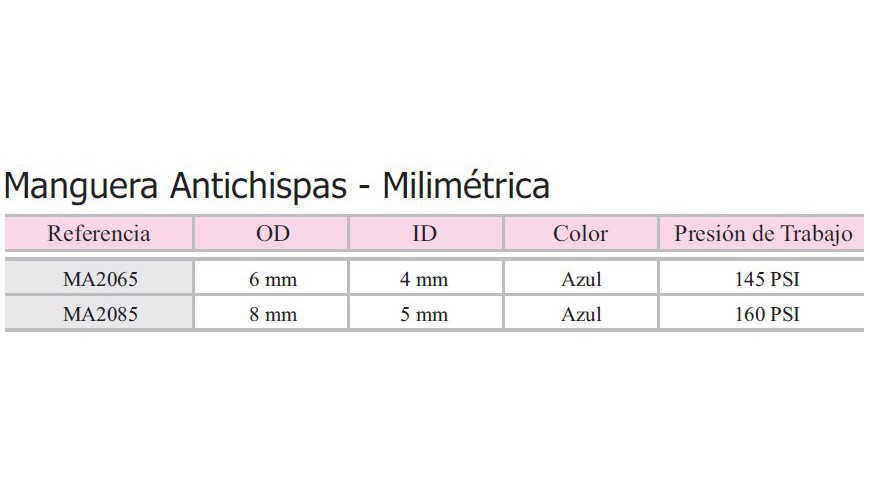 Manguera Antichispas - Milimétrica
Referencia OD ID Color Presión de Trabajo
MA2065 6 mm 4 mm Azul 145 PSI
MA2085 8 mm 5 mm Azul 160 PSI